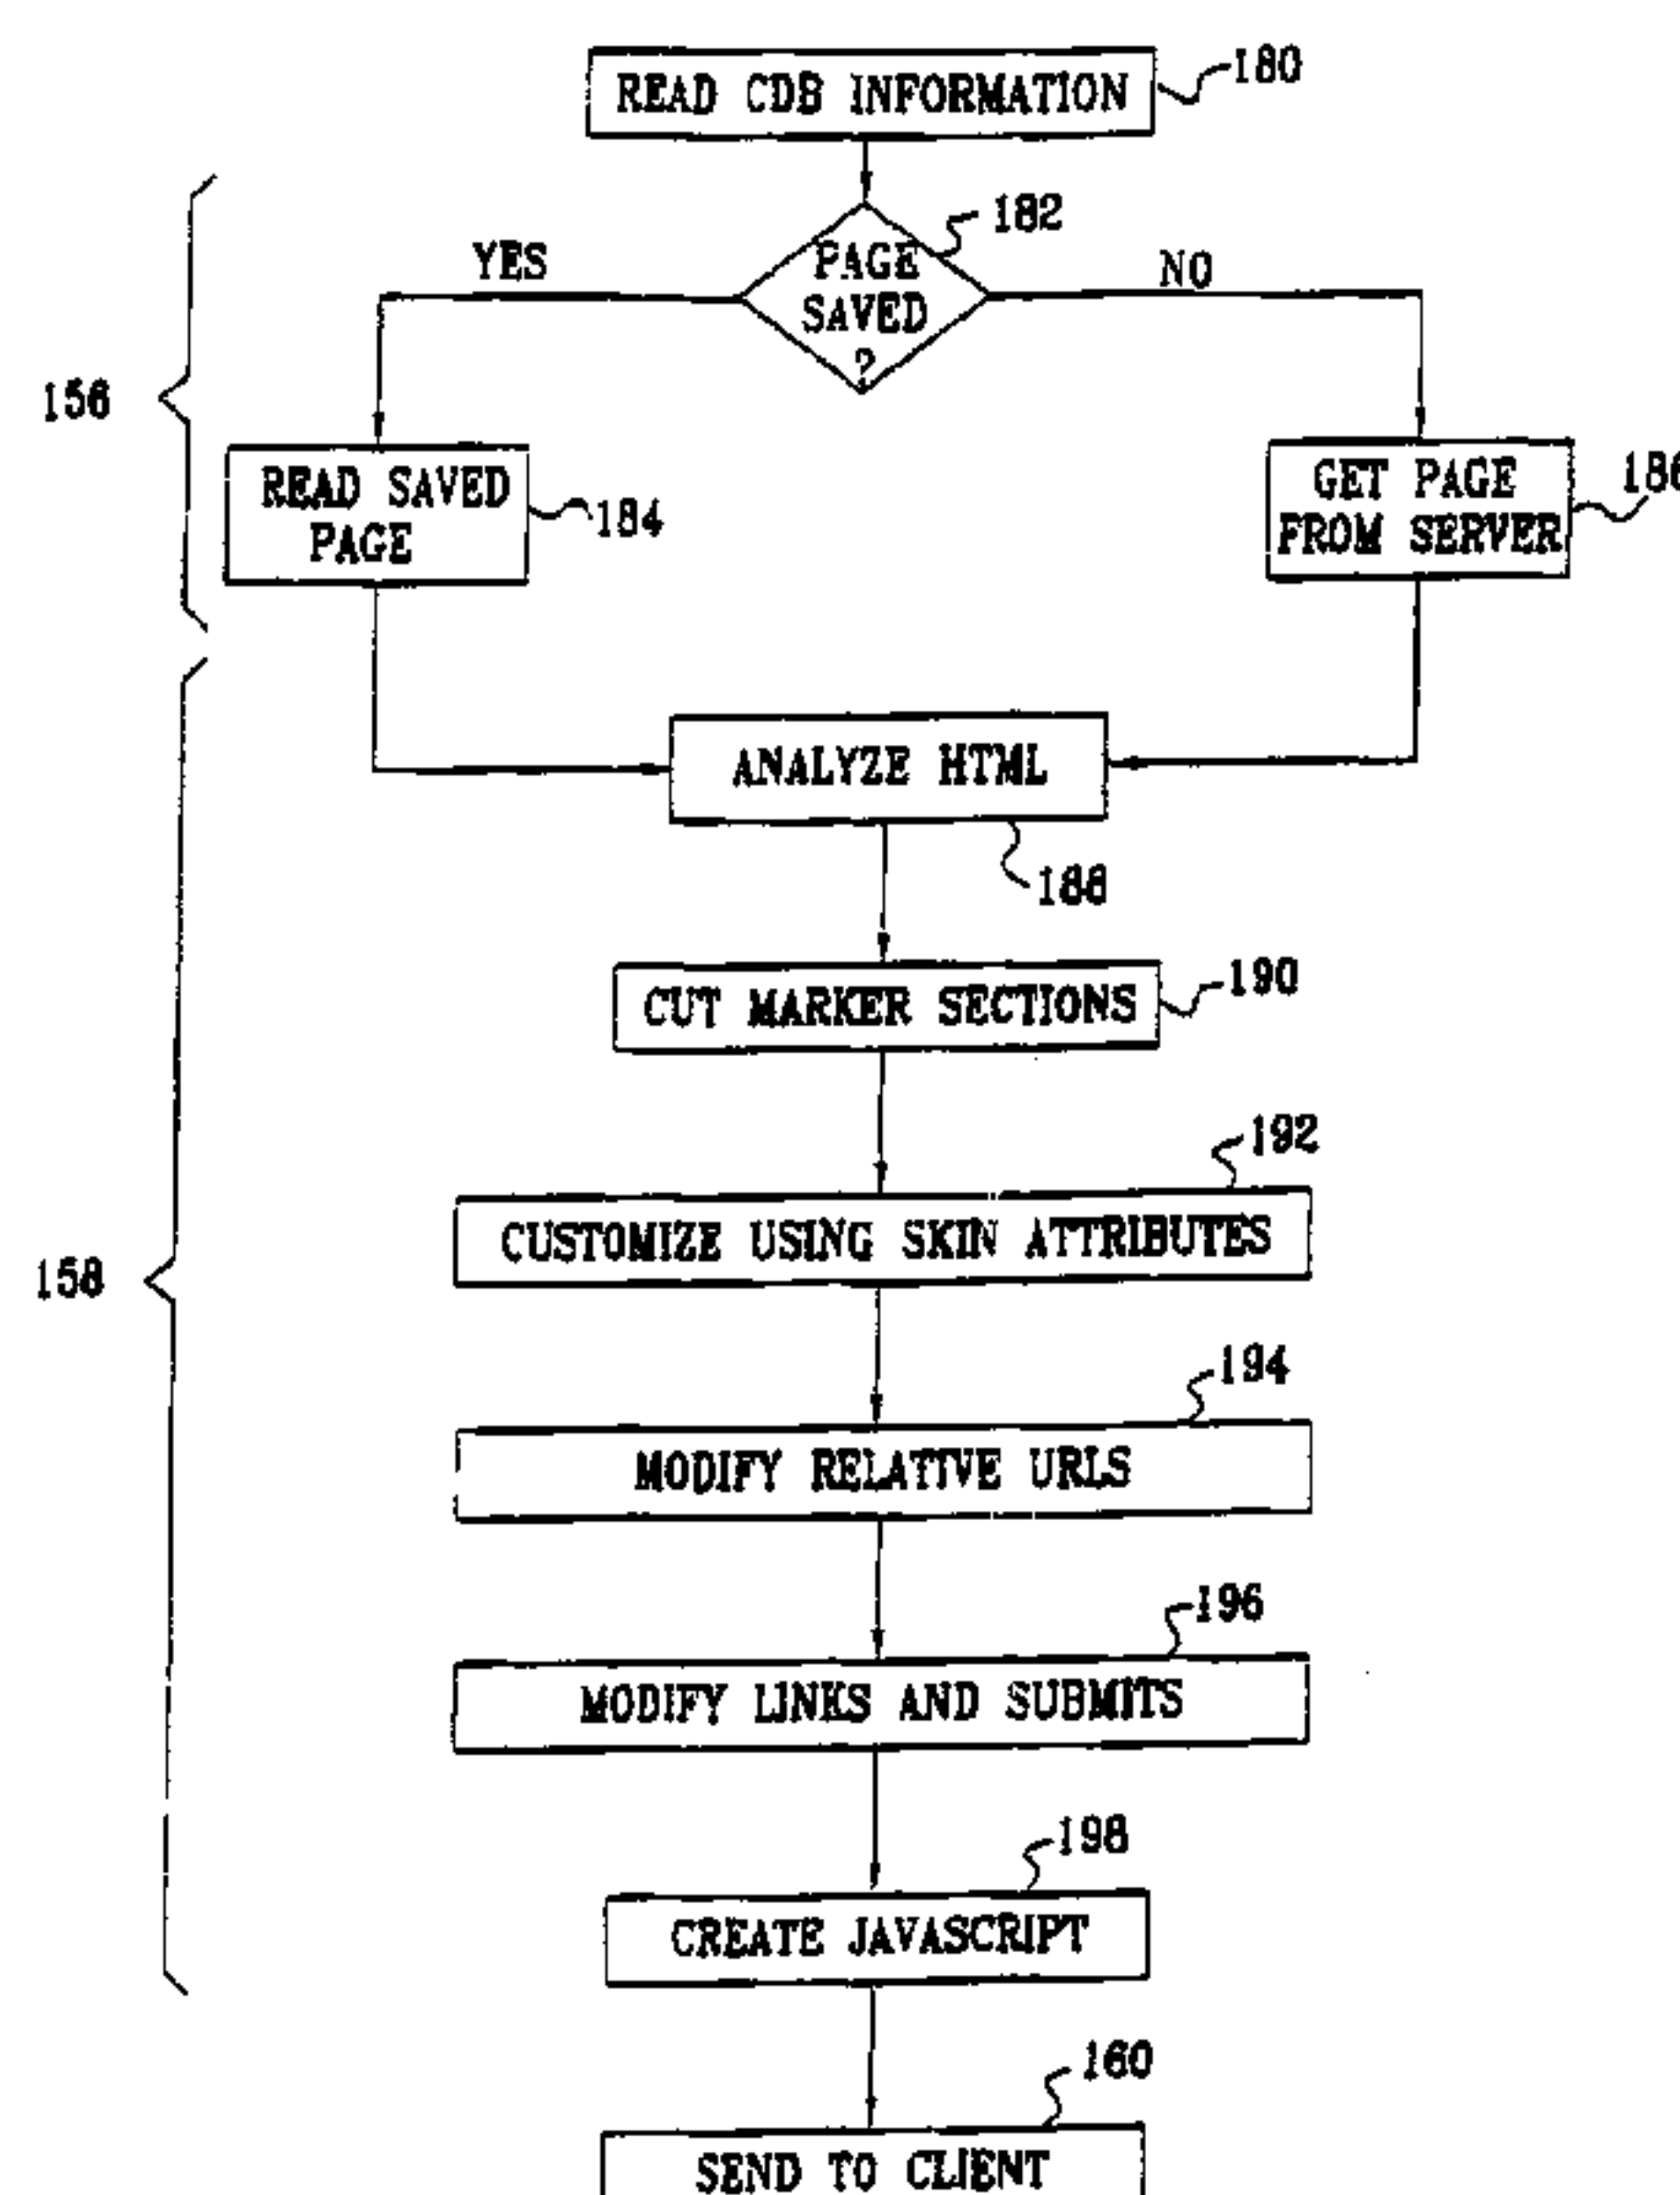 READ CDB INFORMATION
180
182
PAGE
SAVED
?
YES
NO
156
READ SAVED
PAGE
184
GET PAGE
FROM SERVER
186
ANALYZE HTML
188
CUT MARKER SECTIONS
190
192
CUSTOMIZE USING SKIN ATTRIBUTES
158
194
MODIFY RELATIVE URLS
196
MODIFY LINKS AND SUBMITS
198
CREATE JAVASCRIPT
160
SEND TO CLIENT